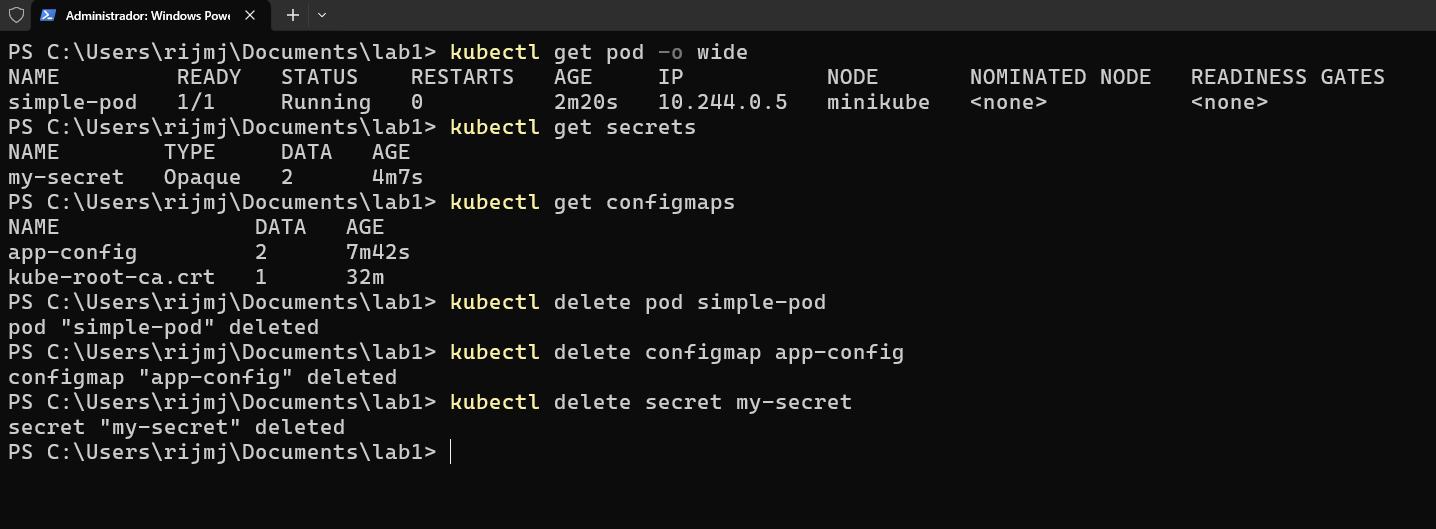 Administrador: Windows Powe
PS C:\Users\rijmj\Documents\lab1> kubectl get pod -o wide
NAME         READY   STATUS    RESTARTS   AGE     IP           NODE       NOMINATED NODE   READINESS GATES
simple-pod   1/1     Running   0          2m20s   10.244.0.5   minikube   <none>           <none>
PS C:\Users\rijmj\Documents\lab1> kubectl get secrets
NAME        TYPE     DATA   AGE
my-secret   Opaque   2      4m7s
PS C:\Users\rijmj\Documents\lab1> kubectl get configmaps
NAME               DATA   AGE
app-config         2      7m42s
kube-root-ca.crt   1      32m
PS C:\Users\rijmj\Documents\lab1> kubectl delete pod simple-pod
pod "simple-pod" deleted
PS C:\Users\rijmj\Documents\lab1> kubectl delete configmap app-config
configmap "app-config" deleted
PS C:\Users\rijmj\Documents\lab1> kubectl delete secret my-secret
secret "my-secret" deleted
PS C:\Users\rijmj\Documents\lab1>